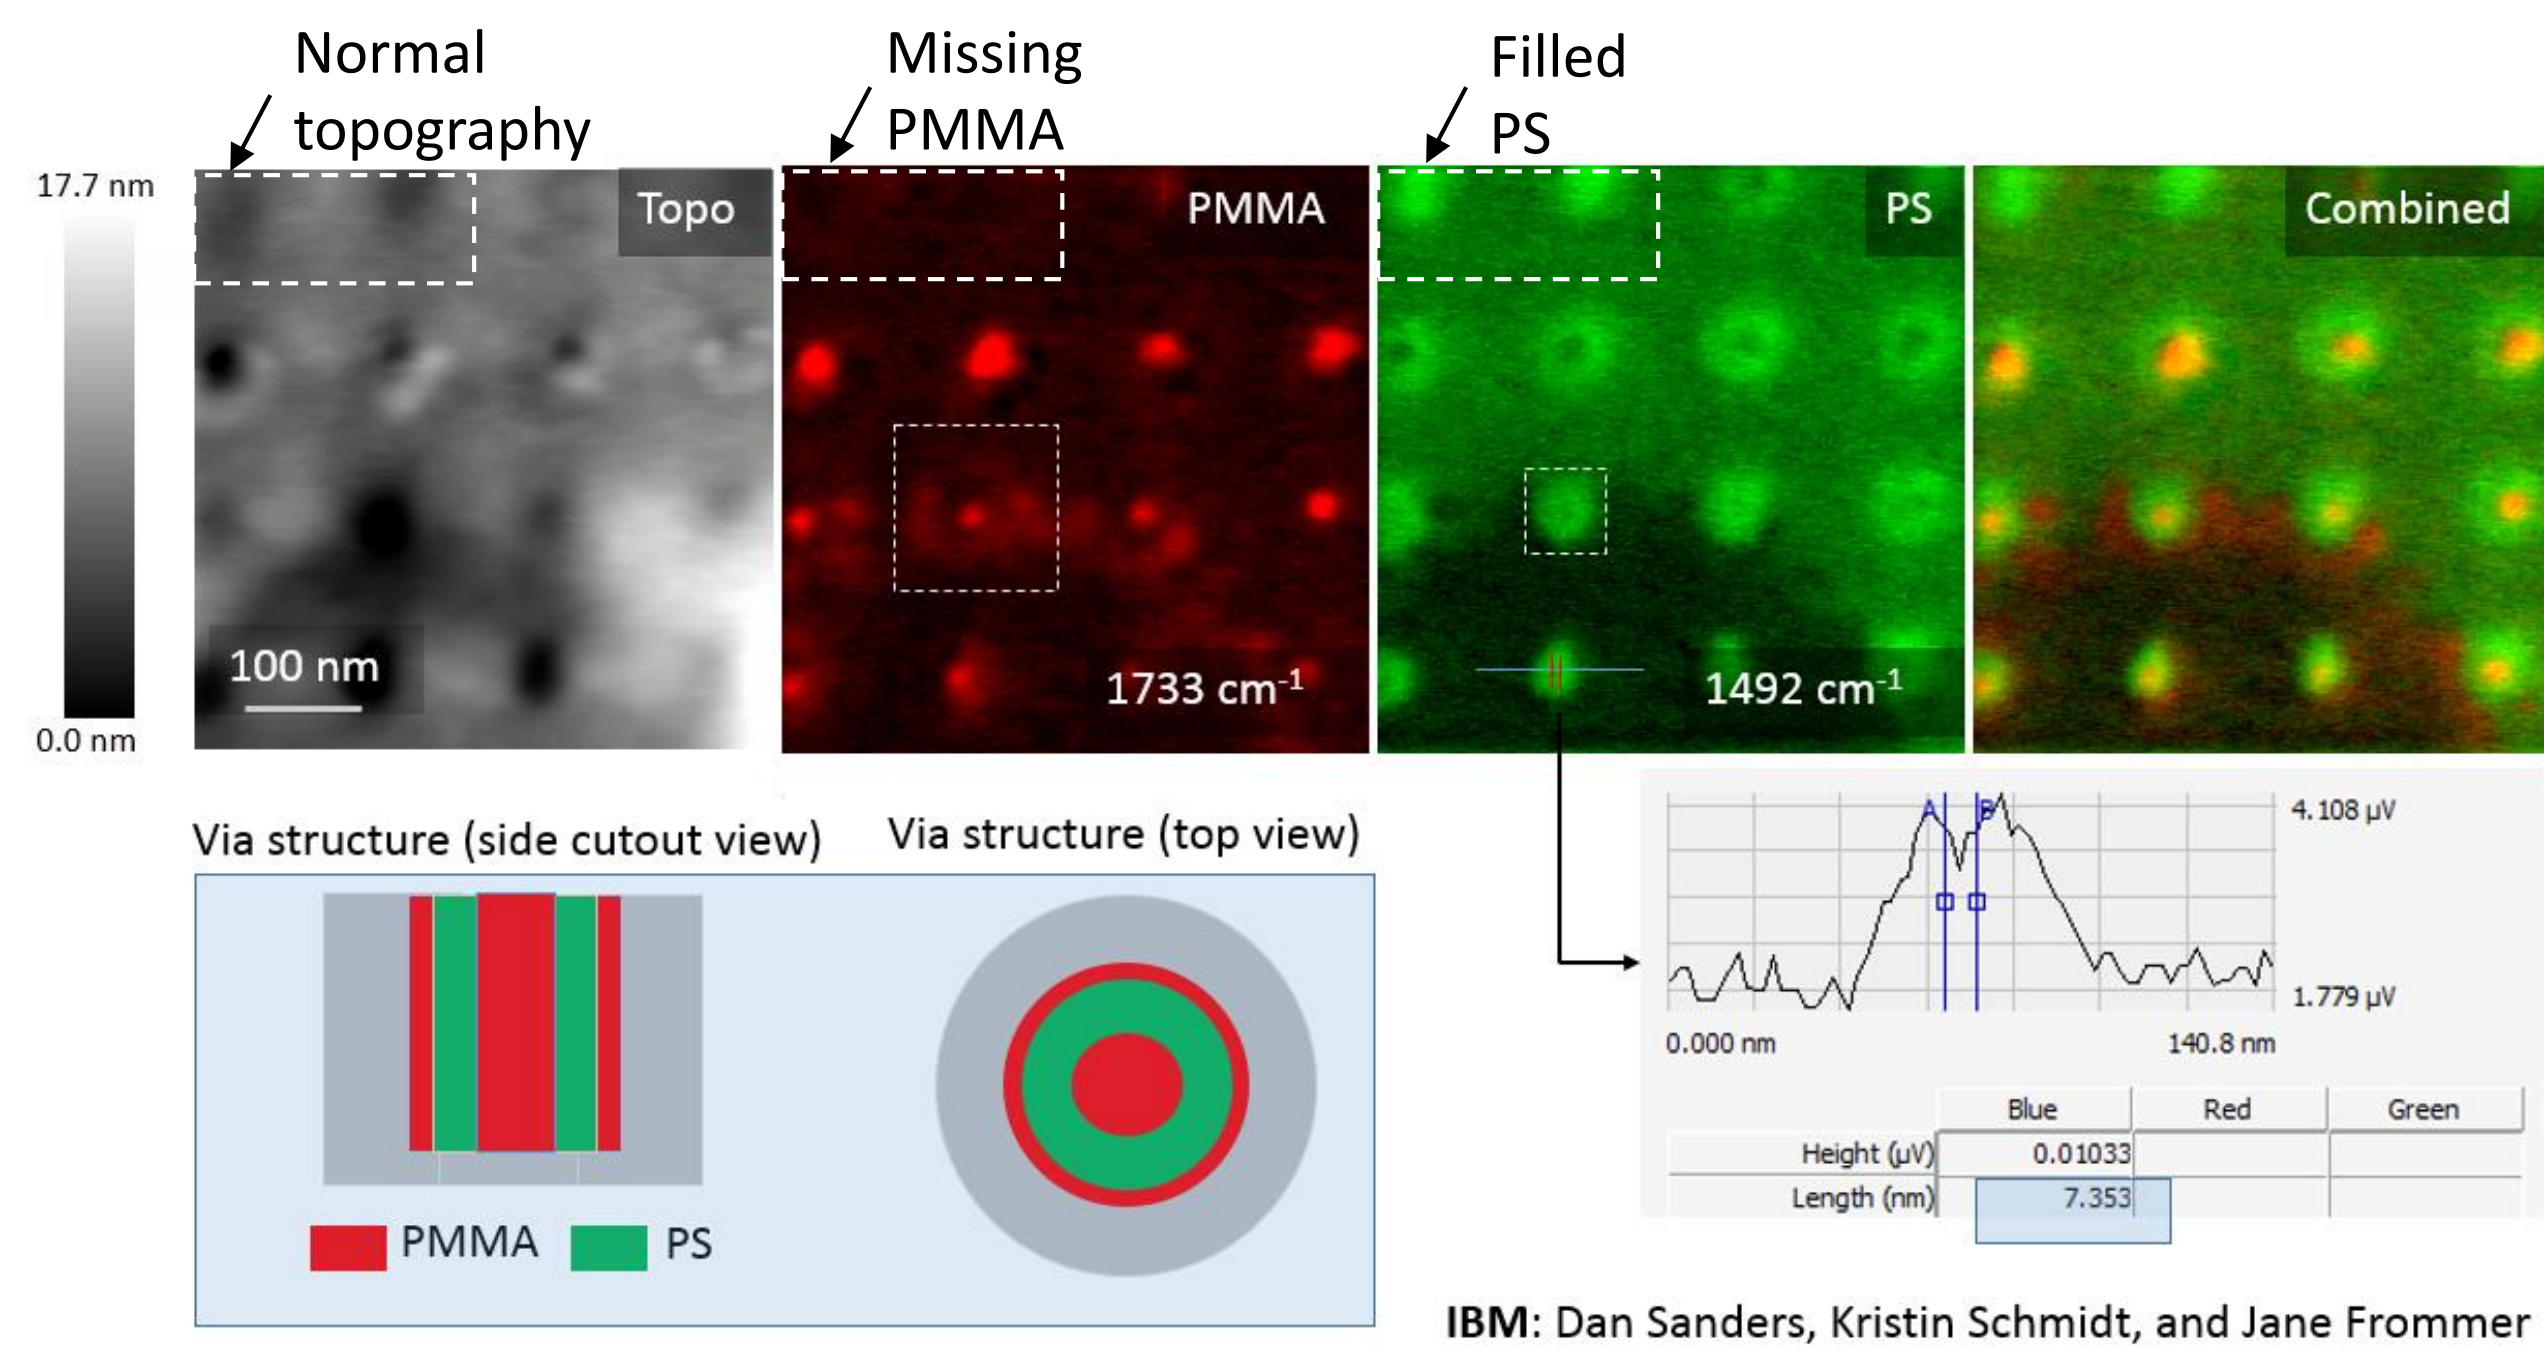 Normal
topography
Missing
PMMA
Filled
PS
17.7 nm
Topo
PMMA
PS
Combined
100 nm
1733 cm-1
1492 cm-1
0.0 nm
Via structure (side cutout view)
Via structure (top view)
PMMA
PS
A
B
4.108 µV
1.779 µV
0.000 nm
140.8 nm
Blue Red Green
Height (µV) 0.01033
Length (nm) 7.353
IBM: Dan Sanders, Kristin Schmidt, and Jane Frommer